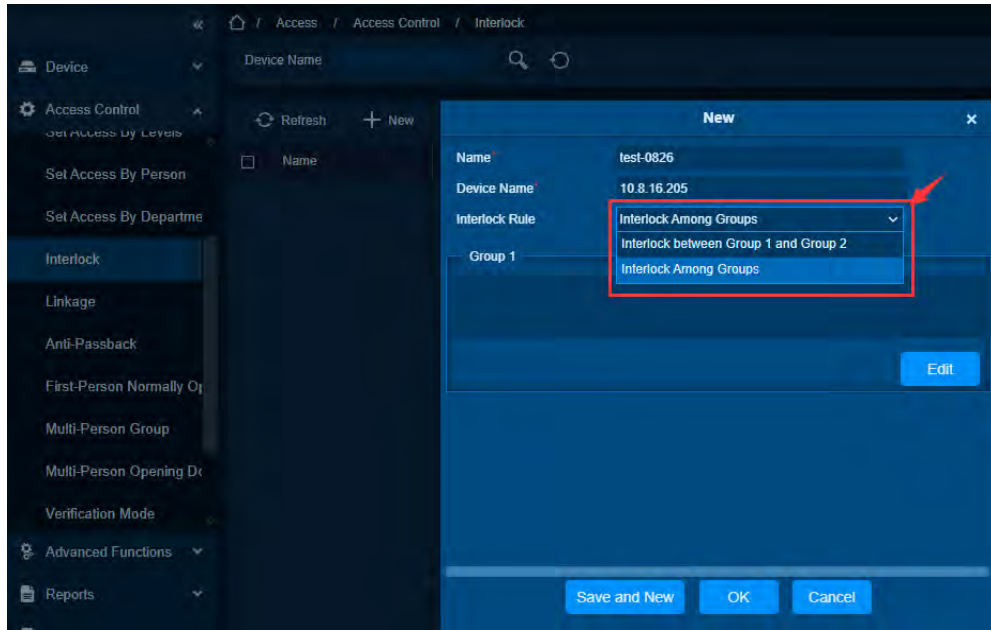 «
/ Access / Access Control / Interlock
Device
Device Name
Access Control
Set Access By Levels
Refresh
New
New
×
Name
Name*
test-0826
Set Access By Person
Device Name*
10.8.16.205
Set Access By Departme
Interlock Rule
Interlock Among Groups
Interlock between Group 1 and Group 2
Interlock
Group 1
Interlock Among Groups
Linkage
Anti-Passback
Edit
First-Person Normally Op
Multi-Person Group
Multi-Person Opening Do
Verification Mode
Advanced Functions
Reports
Save and New
OK
Cancel